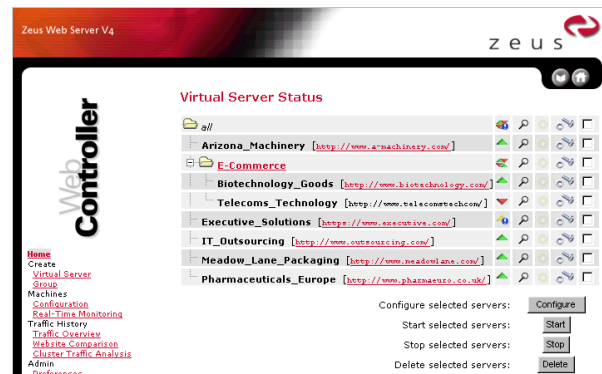 Zeus Web Server V4
zeus
Web
Controller
Virtual Server Status
all
Arizona_Machinery [http://www.a-machinery.com/]
E-Commerce
Biotechnology_Goods [http://www.biotechnology.com/]
Telecoms_Technology [http://www.telecomstechcom/]
Executive_Solutions [https://www.executive.com/]
IT_Outsourcing [http://www.outsourcing.com/]
Meadow_Lane_Packaging [http://www.meadowlane.com/]
Pharmaceuticals_Europe [http://www.pharmaeuro.co.uk/]
Home
Create
Virtual Server
Group
Machines
Configuration
Real-Time Monitoring
Traffic History
Traffic Overview
Website Comparison
Cluster Traffic Analysis
Admin
Preferences
Configure selected servers: Configure
Start selected servers: Start
Stop selected servers: Stop
Delete selected servers: Delete